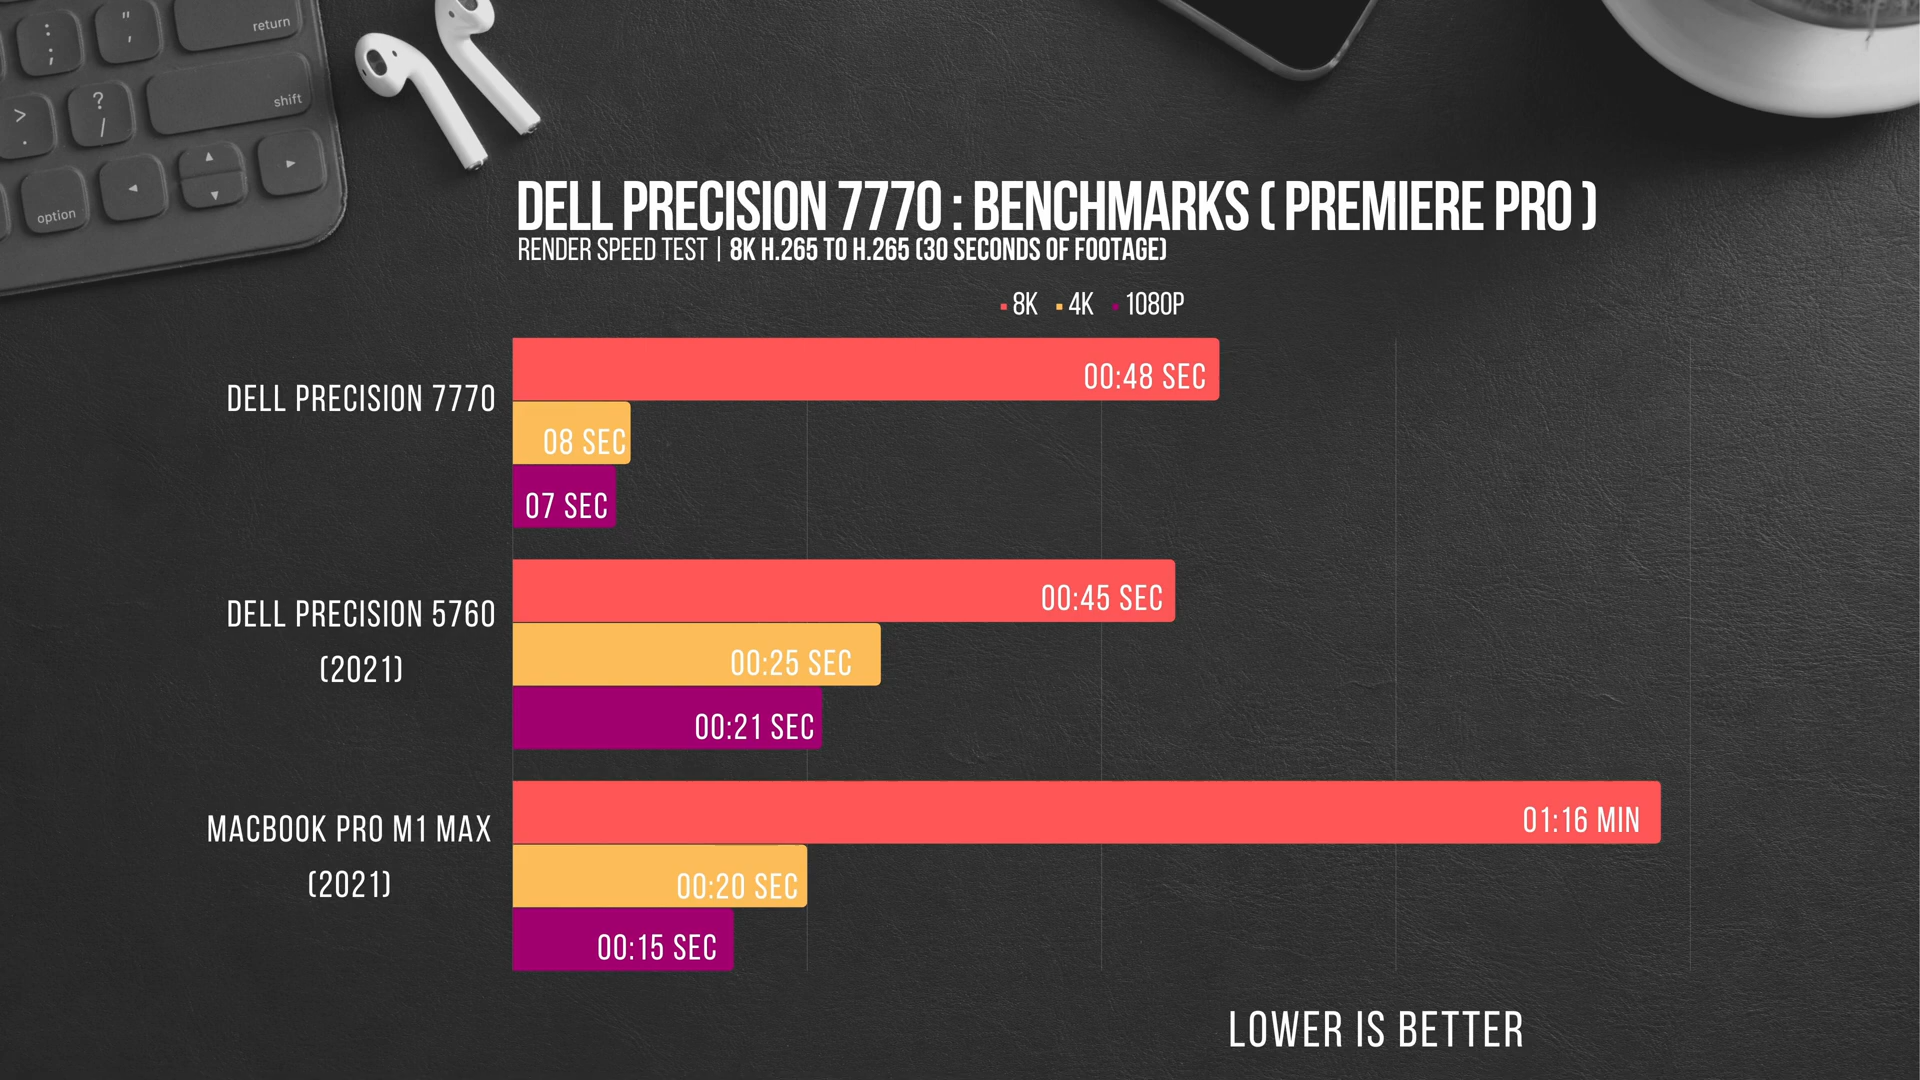 return
shift
option
DELL PRECISION 7770 : BENCHMARKS ( PREMIERE PRO )
RENDER SPEED TEST | 8K H.265 TO H.265 (30 SECONDS OF FOOTAGE)
8K 4K 1080P
DELL PRECISION 7770
00:48 SEC
08 SEC
07 SEC
DELL PRECISION 5760
(2021)
00:45 SEC
00:25 SEC
00:21 SEC
MACBOOK PRO M1 MAX
(2021)
01:16 MIN
00:20 SEC
00:15 SEC
LOWER IS BETTER